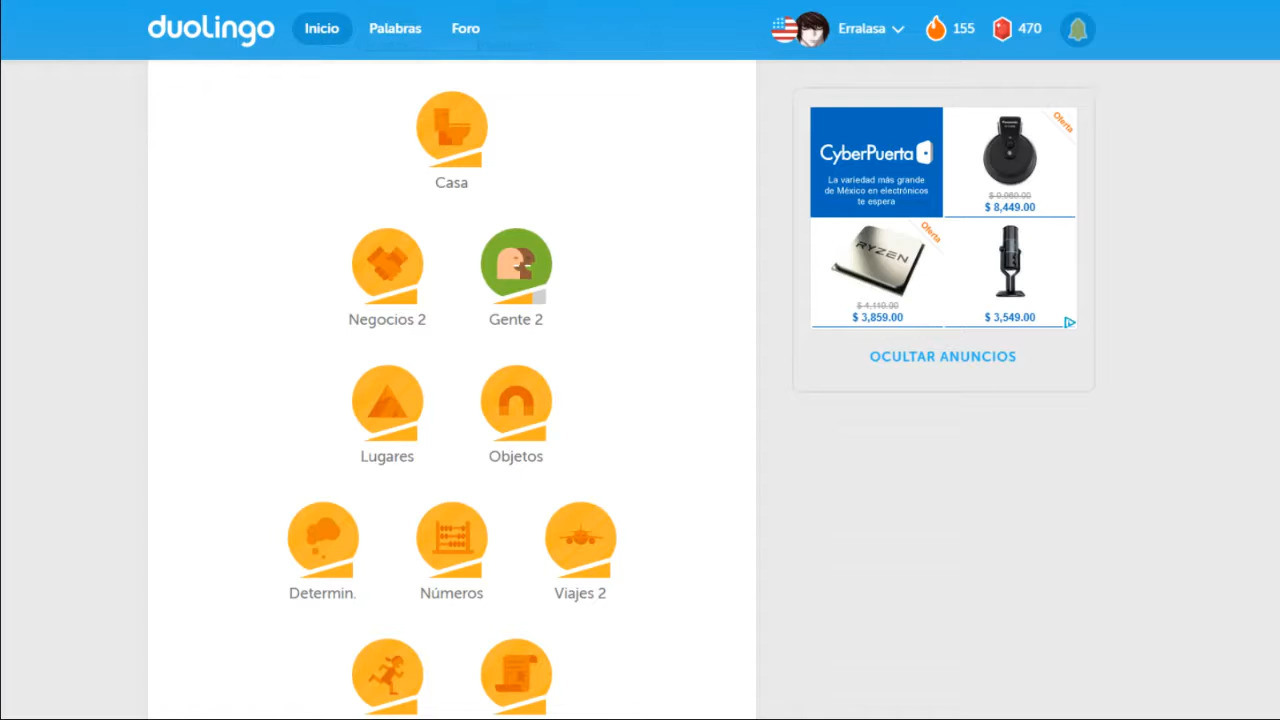 duolingo Inicio Palabras Foro Erralasa 155 470
Casa
Negocios 2 Gente 2
Lugares Objetos
Determin. Números Viajes 2
CyberPuerta
La variedad más grande
de México en electrónicos
te espera
Oferta
$ 8,449.00
RYZEN
Oferta
$ 3,859.00
$ 3,549.00
OCULTAR ANUNCIOS